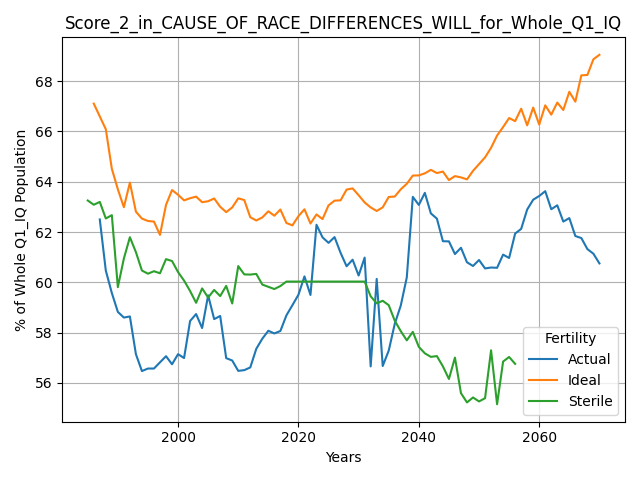 Score_2_in_CAUSE_OF_RACE_DIFFERENCES_WILL_for_Whole_Q1_IQ
% of Whole Q1_IQ Population
68
66
64
62
60
58
56
Fertility
Actual
Ideal
Sterile
2000
2020
2040
2060
Years